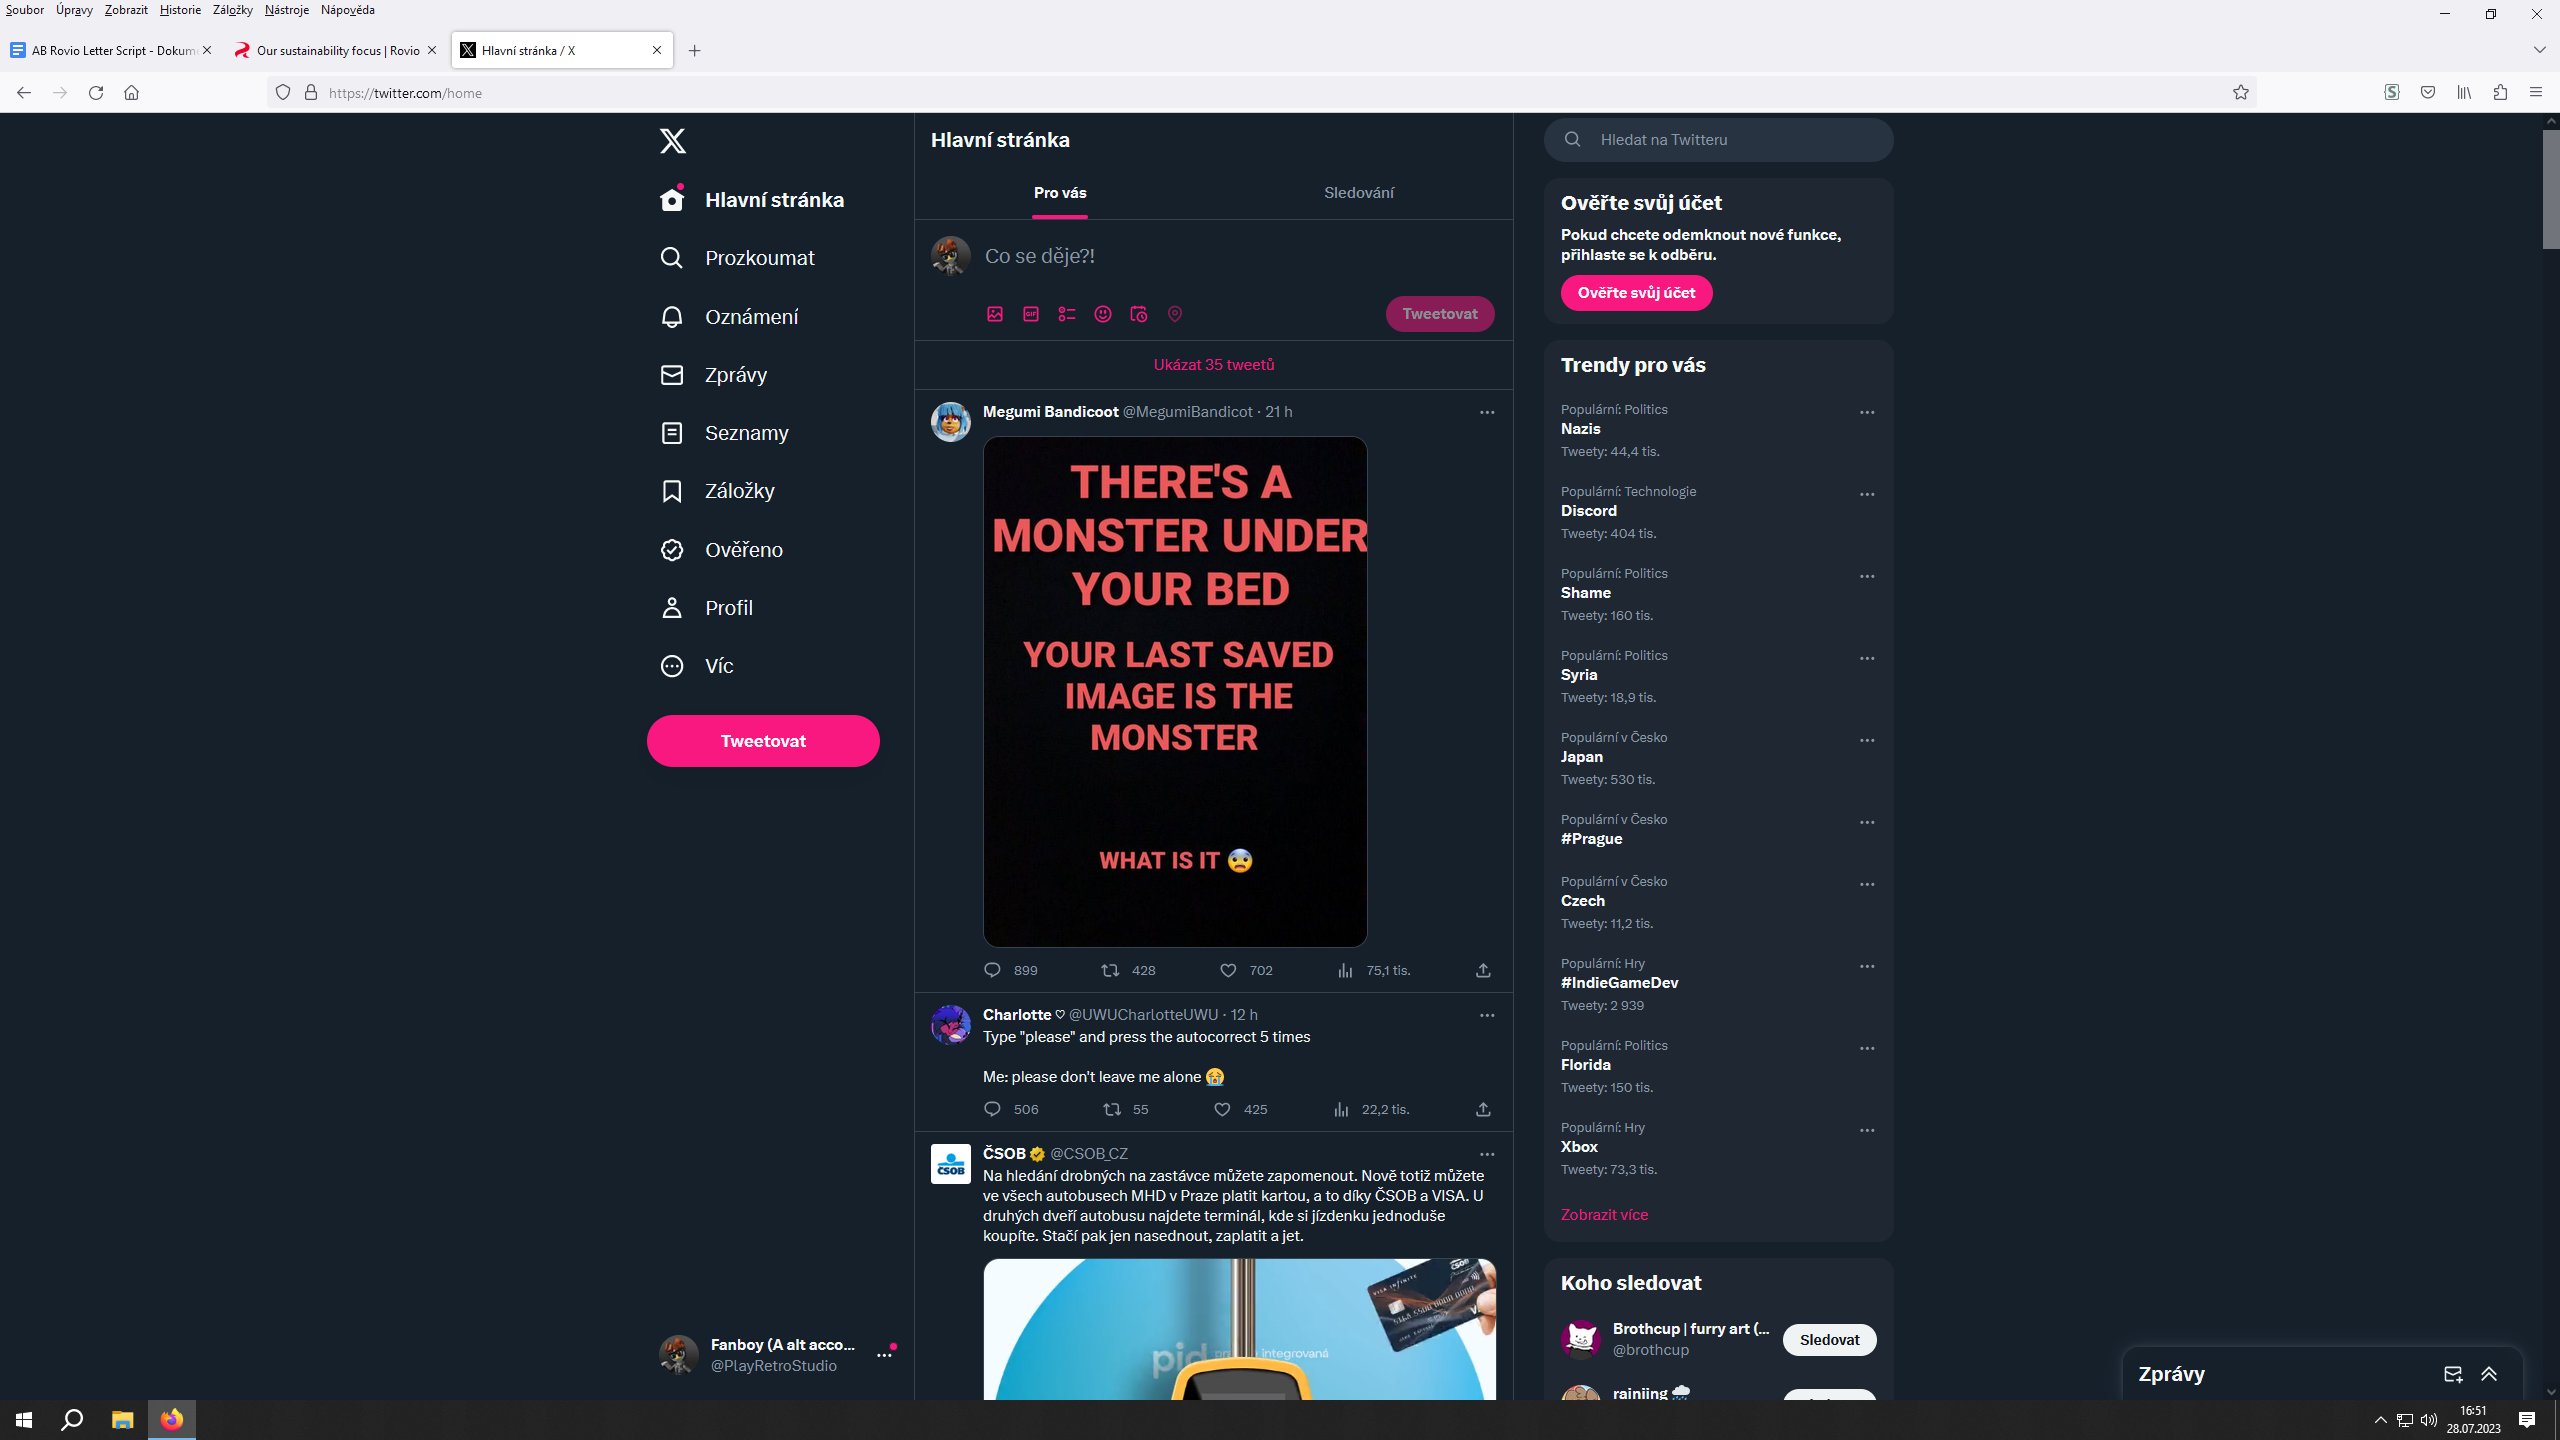 Soubor Úpravy Zobrazit Historie Záložky Nástroje Nápověda
AB Rovio Letter Script - Dokum
Our sustainability focus | Rovio
Hlavní stránka / X
https://twitter.com/home
Hlavní stránka
Prozkoumat
Oznámení
Zprávy
Seznamy
Záložky
Ověřeno
Profil
Víc
Tweetovat
Fanboy (A alt acco...
@PlayRetroStudio
Hlavní stránka
Pro vás
Sledování
Co se děje?!
GIF
Tweetovat
Ukázat 35 tweetů
Megumi Bandicoot @MegumiBandicot · 21 h
THERE'S A
MONSTER UNDER
YOUR BED
YOUR LAST SAVED
IMAGE IS THE
MONSTER
WHAT IS IT 😨
899 428 702 75,1 tis.
Charlotte ♡ @UWUCharlotteUWU · 12 h
Type "please" and press the autocorrect 5 times
Me: please don't leave me alone 😭
506 55 425 22,2 tis.
ČSOB @CSOB_CZ
ČSOB
Na hledání drobných na zastávce můžete zapomenout. Nově totiž můžete
ve všech autobusech MHD v Praze platit kartou, a to díky ČSOB a VISA. U
druhých dveří autobusu najdete terminál, kde si jízdenku jednoduše
koupíte. Stačí pak jen nasednout, zaplatit a jet.
ČSOB
VISA INFINITE
pid
integrovaná
Hledat na Twitteru
Ověřte svůj účet
Pokud chcete odemknout nové funkce,
přihlaste se k odběru.
Ověřte svůj účet
Trendy pro vás
Populární: Politics
Nazis
Tweety: 44,4 tis.
Populární: Technologie
Discord
Tweety: 404 tis.
Populární: Politics
Shame
Tweety: 160 tis.
Populární: Politics
Syria
Tweety: 18,9 tis.
Populární v Česko
Japan
Tweety: 530 tis.
Populární v Česko
#Prague
Populární v Česko
Czech
Tweety: 11,2 tis.
Populární: Hry
#IndieGameDev
Tweety: 2 939
Populární: Politics
Florida
Tweety: 150 tis.
Populární: Hry
Xbox
Tweety: 73,3 tis.
Zobrazit více
Koho sledovat
Brothcup | furry art (...
@brothcup
Sledovat
rainiing 🌧
Zprávy
16:51
28.07.2023